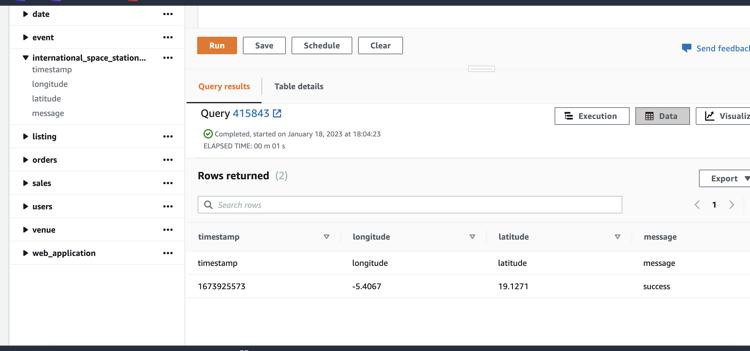 date
event
international_space_station...
timestamp
longitude
latitude
message
listing
orders
sales
users
venue
web_application
Run Save Schedule Clear
Send feedback
Query results Table details
Query 415843
Execution Data Visualiz
Completed, started on January 18, 2023 at 18:04:23
ELAPSED TIME: 00 m 01 s
Rows returned (2)
Export
Search rows
1
timestamp longitude latitude message
timestamp longitude latitude message
1673925573 -5.4067 19.1271 success